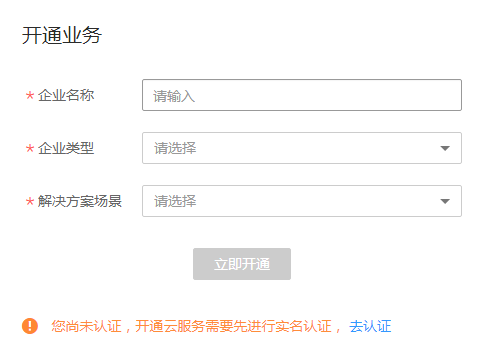 开通业务
* 企业名称 请输入
* 企业类型 请选择
* 解决方案场景 请选择
立即开通
您尚未认证，开通云服务需要先进行实名认证， 去认证